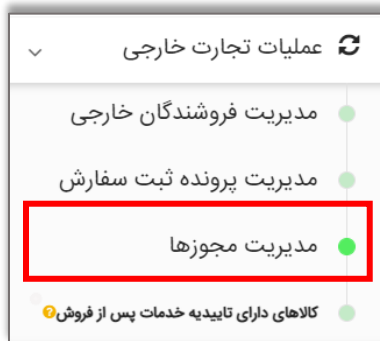 عملیات تجارت خارجی
مدیریت فروشندگان خارجی
مدیریت پرونده ثبت سفارش
مدیریت مجوزها
کالاهای دارای تاییدیه خدمات پس از فروش?